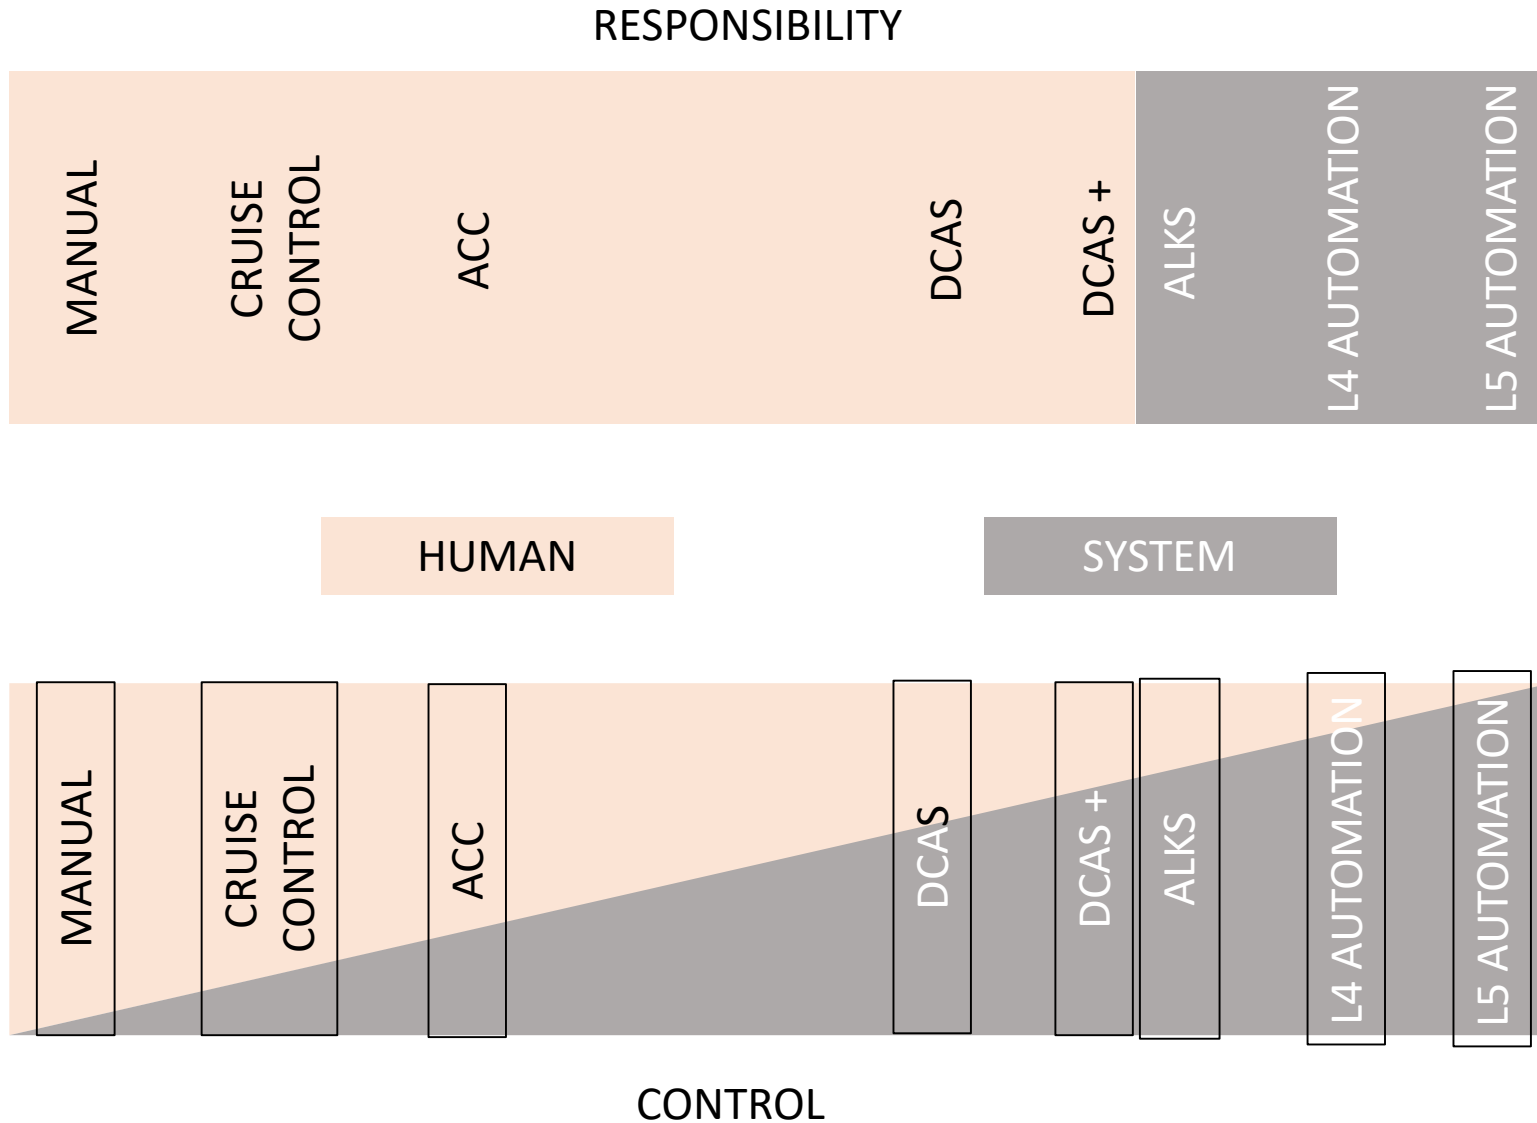 RESPONSIBILITY
MANUAL
CRUISE
CONTROL
ACC
DCAS
DCAS +
ALKS
L4 AUTOMATION
L5 AUTOMATION
HUMAN
SYSTEM
MANUAL
CRUISE
CONTROL
ACC
DCAS
DCAS +
ALKS
L4 AUTOMATION
L5 AUTOMATION
CONTROL